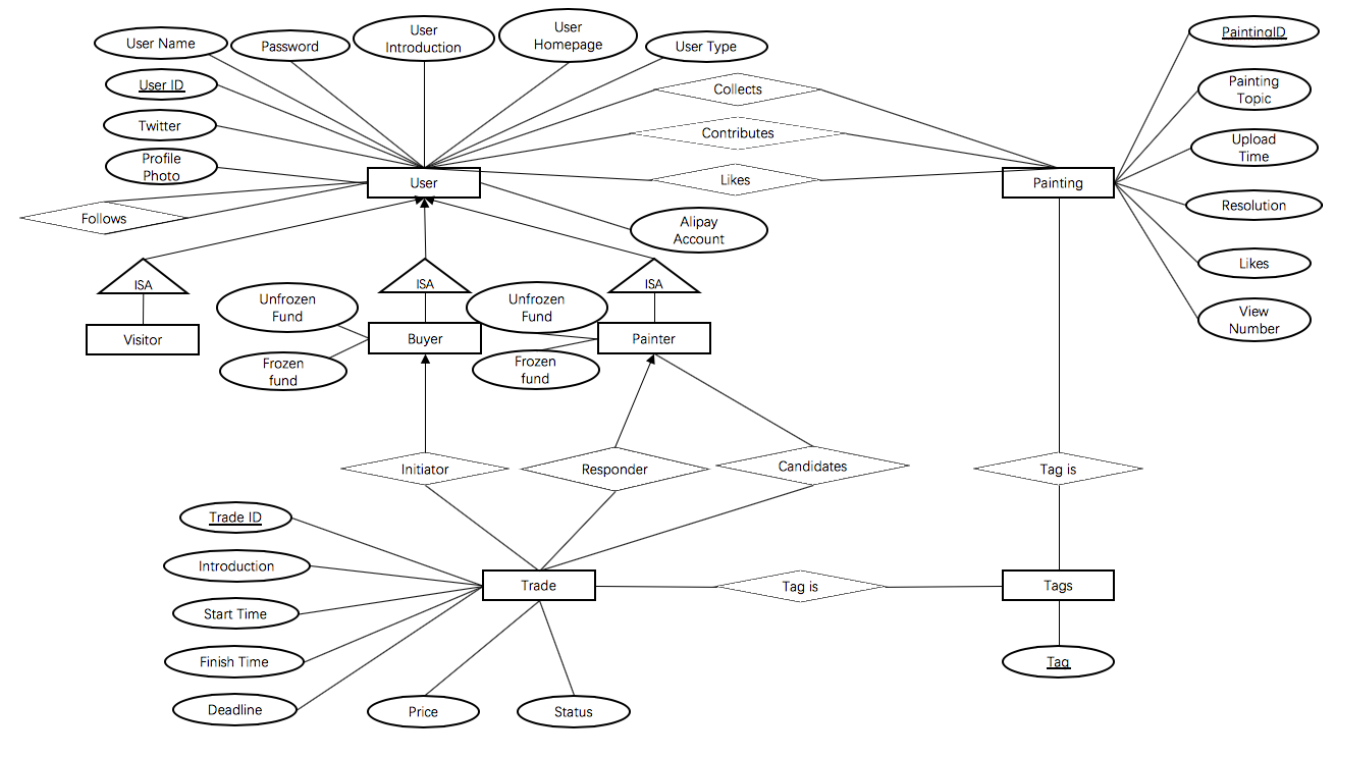 User Name
Password
User
Introduction
User
Homepage
User Type
PaintingID
User ID
Collects
Painting
Topic
Twitter
Contributes
Upload
Time
Profile
Photo
User
Likes
Painting
Resolution
Follows
Alipay
Account
Likes
ISA
ISA
ISA
Unfrozen
Fund
Unfrozen
Fund
View
Number
Visitor
Buyer
Painter
Frozen
fund
Frozen
fund
Initiator
Responder
Candidates
Tag is
Trade ID
Introduction
Trade
Tag is
Tags
Start Time
Finish Time
Tag
Deadline
Price
Status